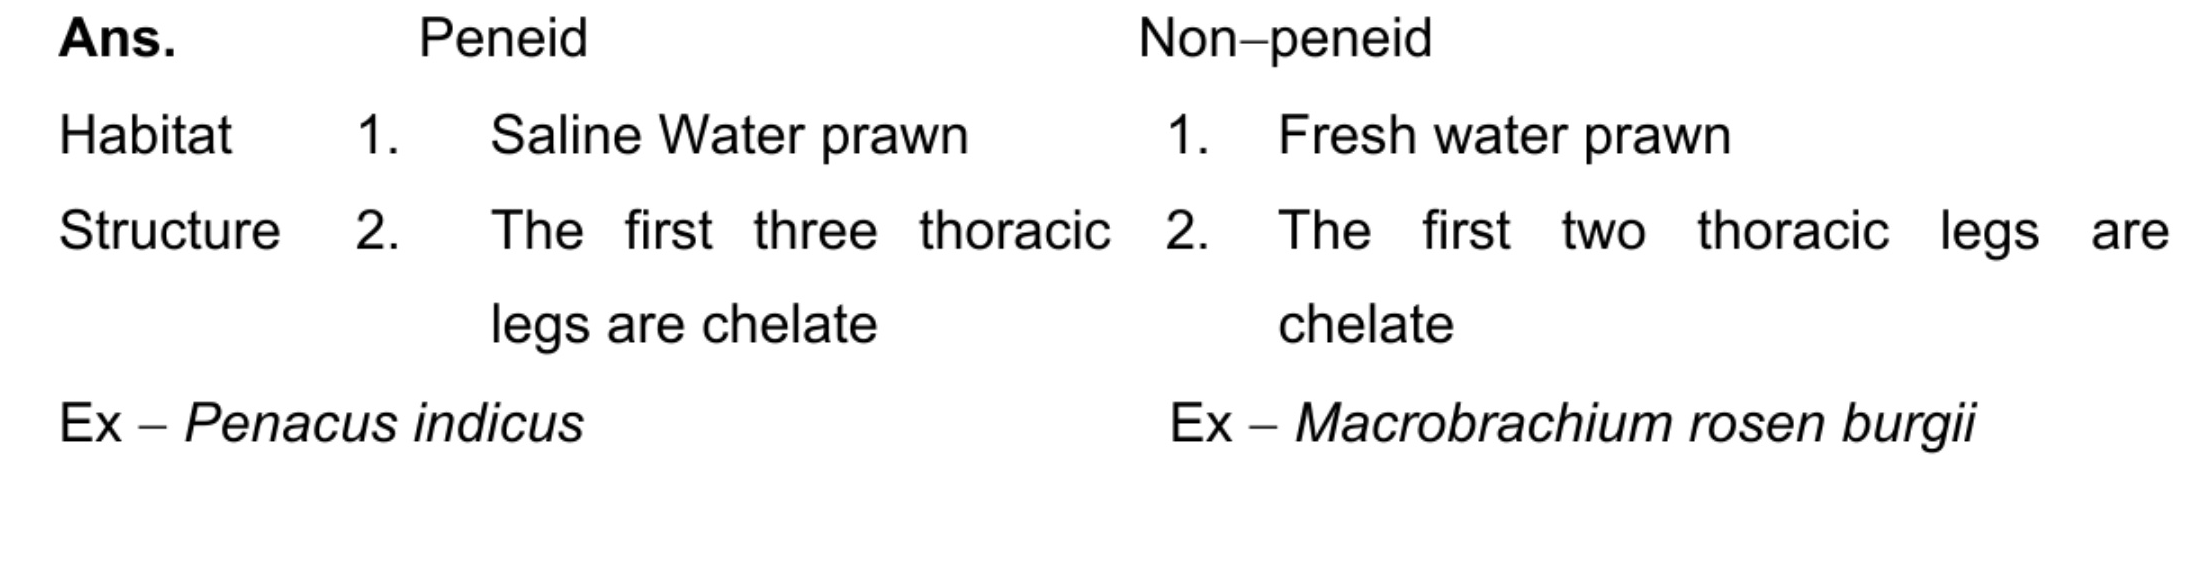 Ans. Peneid Non–peneid
Habitat 1. Saline Water prawn 1. Fresh water prawn
Structure 2. The first three thoracic 2. The first two thoracic legs are
legs are chelate chelate
Ex – Penacus indicus Ex – Macrobrachium rosen burgii